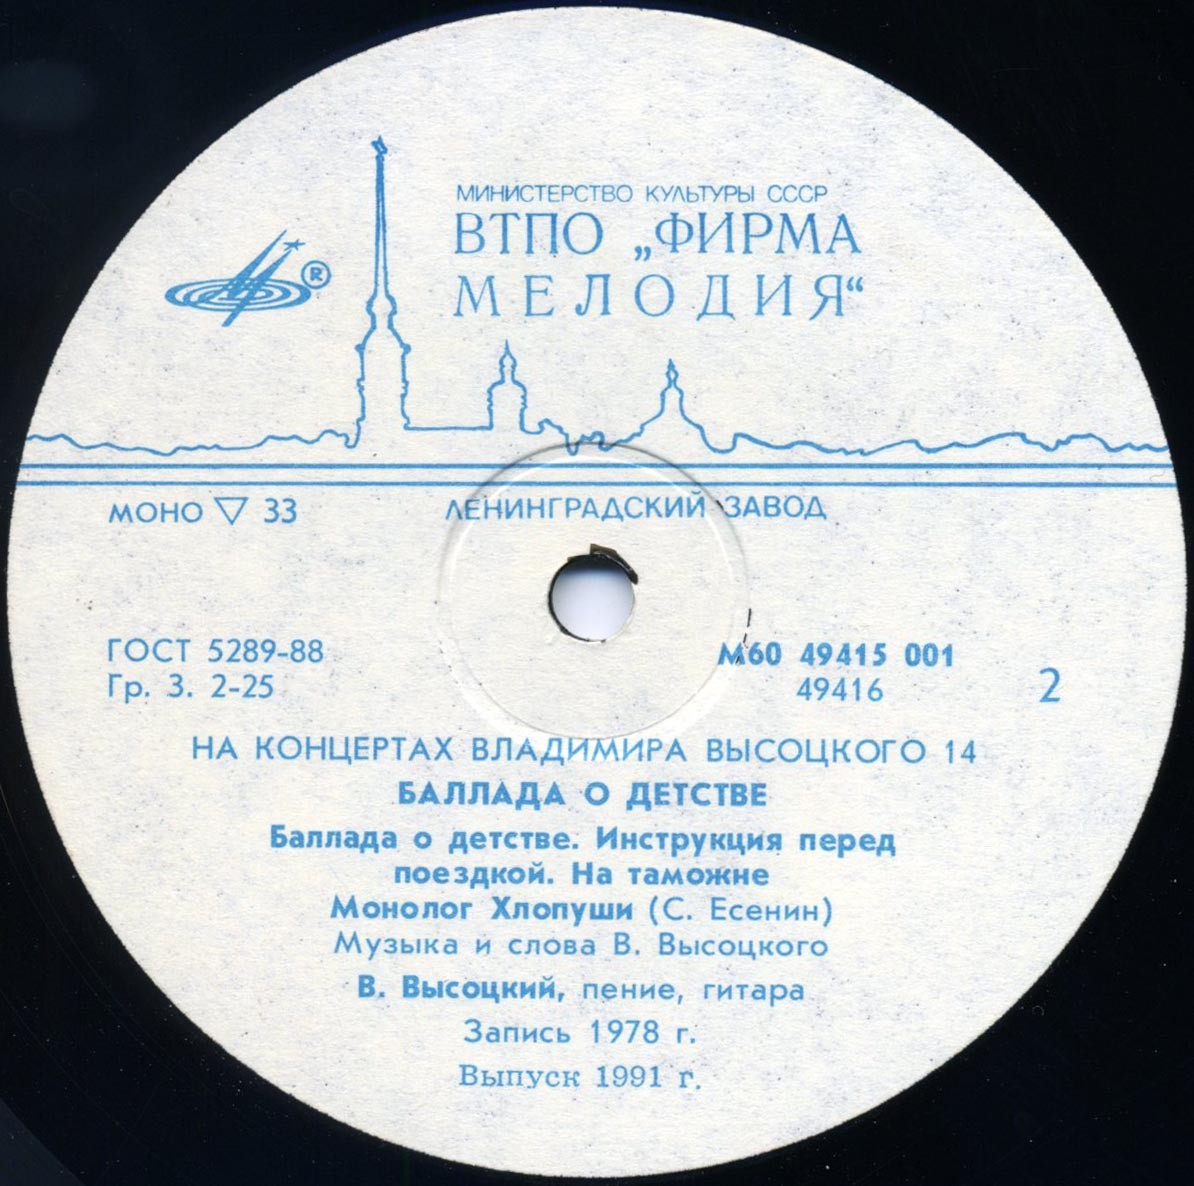 МИНИСТЕРСТВО КУЛЬТУРЫ СССР
ВТПО „ФИРМА
МЕЛОДИЯ“
®
МОНО ▽ 33
ЛЕНИНГРАДСКИЙ ЗАВОД
ГОСТ 5289-88
Гр. 3. 2-25
М60 49415 001
49416
2
НА КОНЦЕРТАХ ВЛАДИМИРА ВЫСОЦКОГО 14
БАЛЛАДА О ДЕТСТВЕ
Баллада о детстве. Инструкция перед
поездкой. На таможне
Монолог Хлопуши (С. Есенин)
Музыка и слова В. Высоцкого
В. Высоцкий, пение, гитара
Запись 1978 г.
Выпуск 1991 г.